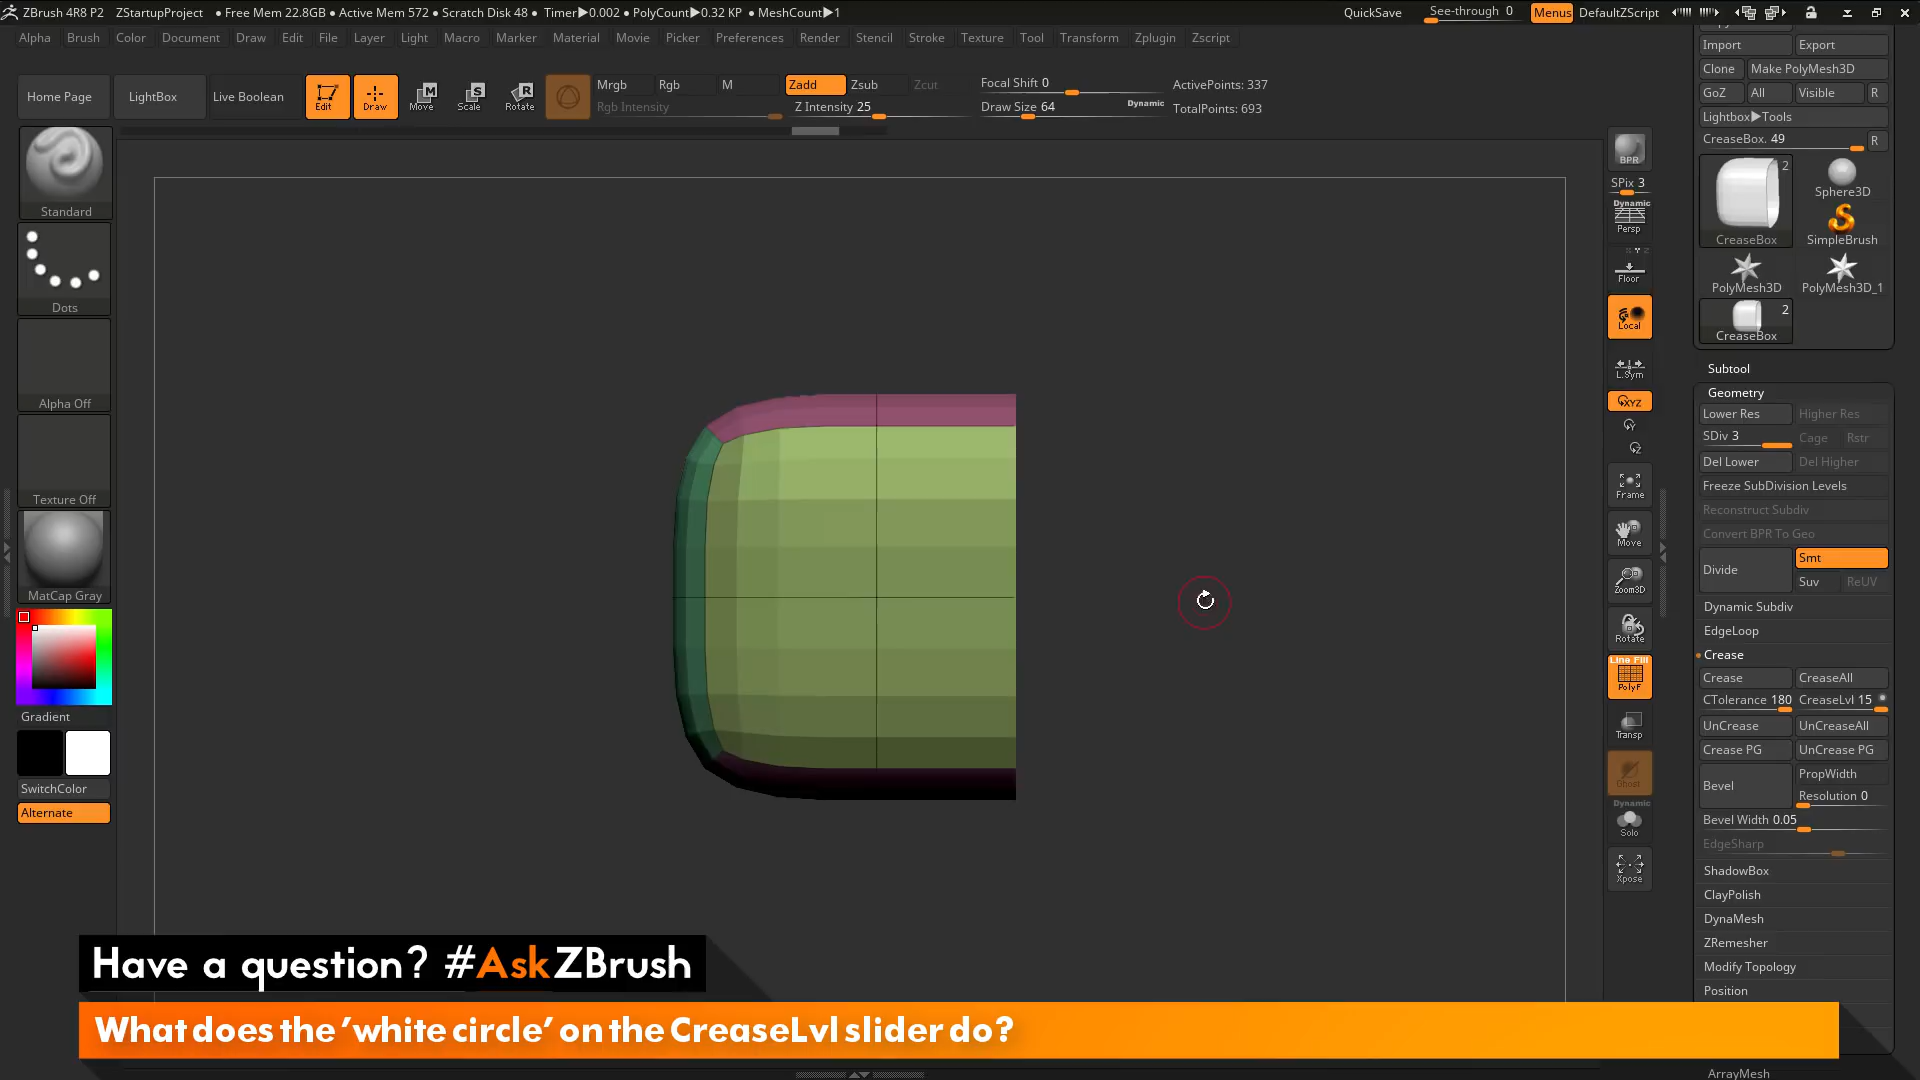 ZBrush 4R8 P2 ZStartupProject • Free Mem 22.8GB • Active Mem 572 • Scratch Disk 48 • Timer▶0.002 • PolyCount▶0.32 KP • MeshCount▶1 QuickSave See-through 0 Menus DefaultZScript
Alpha Brush Color Document Draw Edit File Layer Light Macro Marker Material Movie Picker Preferences Render Stencil Stroke Texture Tool Transform Zplugin Zscript
Home Page LightBox Live Boolean Edit Draw Move Scale Rotate
Mrgb Rgb M Zadd Zsub Zcut Focal Shift 0 ActivePoints: 337
Rgb Intensity Z Intensity 25 Draw Size 64 Dynamic TotalPoints: 693
Standard
Dots
Alpha Off
Texture Off
MatCap Gray
Gradient
SwitchColor
Alternate
BPR
SPix 3
Dynamic
Persp
Floor
Local
L.Sym
XYZ
Y
Z
Frame
Move
Zoom3D
Rotate
Line Fill
PolyF
Transp
Ghost
Dynamic
Solo
Xpose
Import Export
Clone Make PolyMesh3D
GoZ All Visible R
Lightbox▶Tools
CreaseBox. 49 R
2
Sphere3D
CreaseBox SimpleBrush
PolyMesh3D PolyMesh3D_1
2
CreaseBox
Subtool
Geometry
Lower Res Higher Res
SDiv 3 Cage Rstr
Del Lower Del Higher
Freeze SubDivision Levels
Reconstruct Subdiv
Convert BPR To Geo
Divide Smt
Suv ReUV
Dynamic Subdiv
EdgeLoop
Crease
Crease CreaseAll
CTolerance 180 CreaseLvl 15
UnCrease UnCreaseAll
Crease PG UnCrease PG
Bevel PropWidth
Resolution 0
Bevel Width 0.05
EdgeSharp
ShadowBox
ClayPolish
DynaMesh
ZRemesher
Modify Topology
Position
ArrayMesh
Have a question? #AskZBrush
What does the 'white circle' on the CreaseLvl slider do?